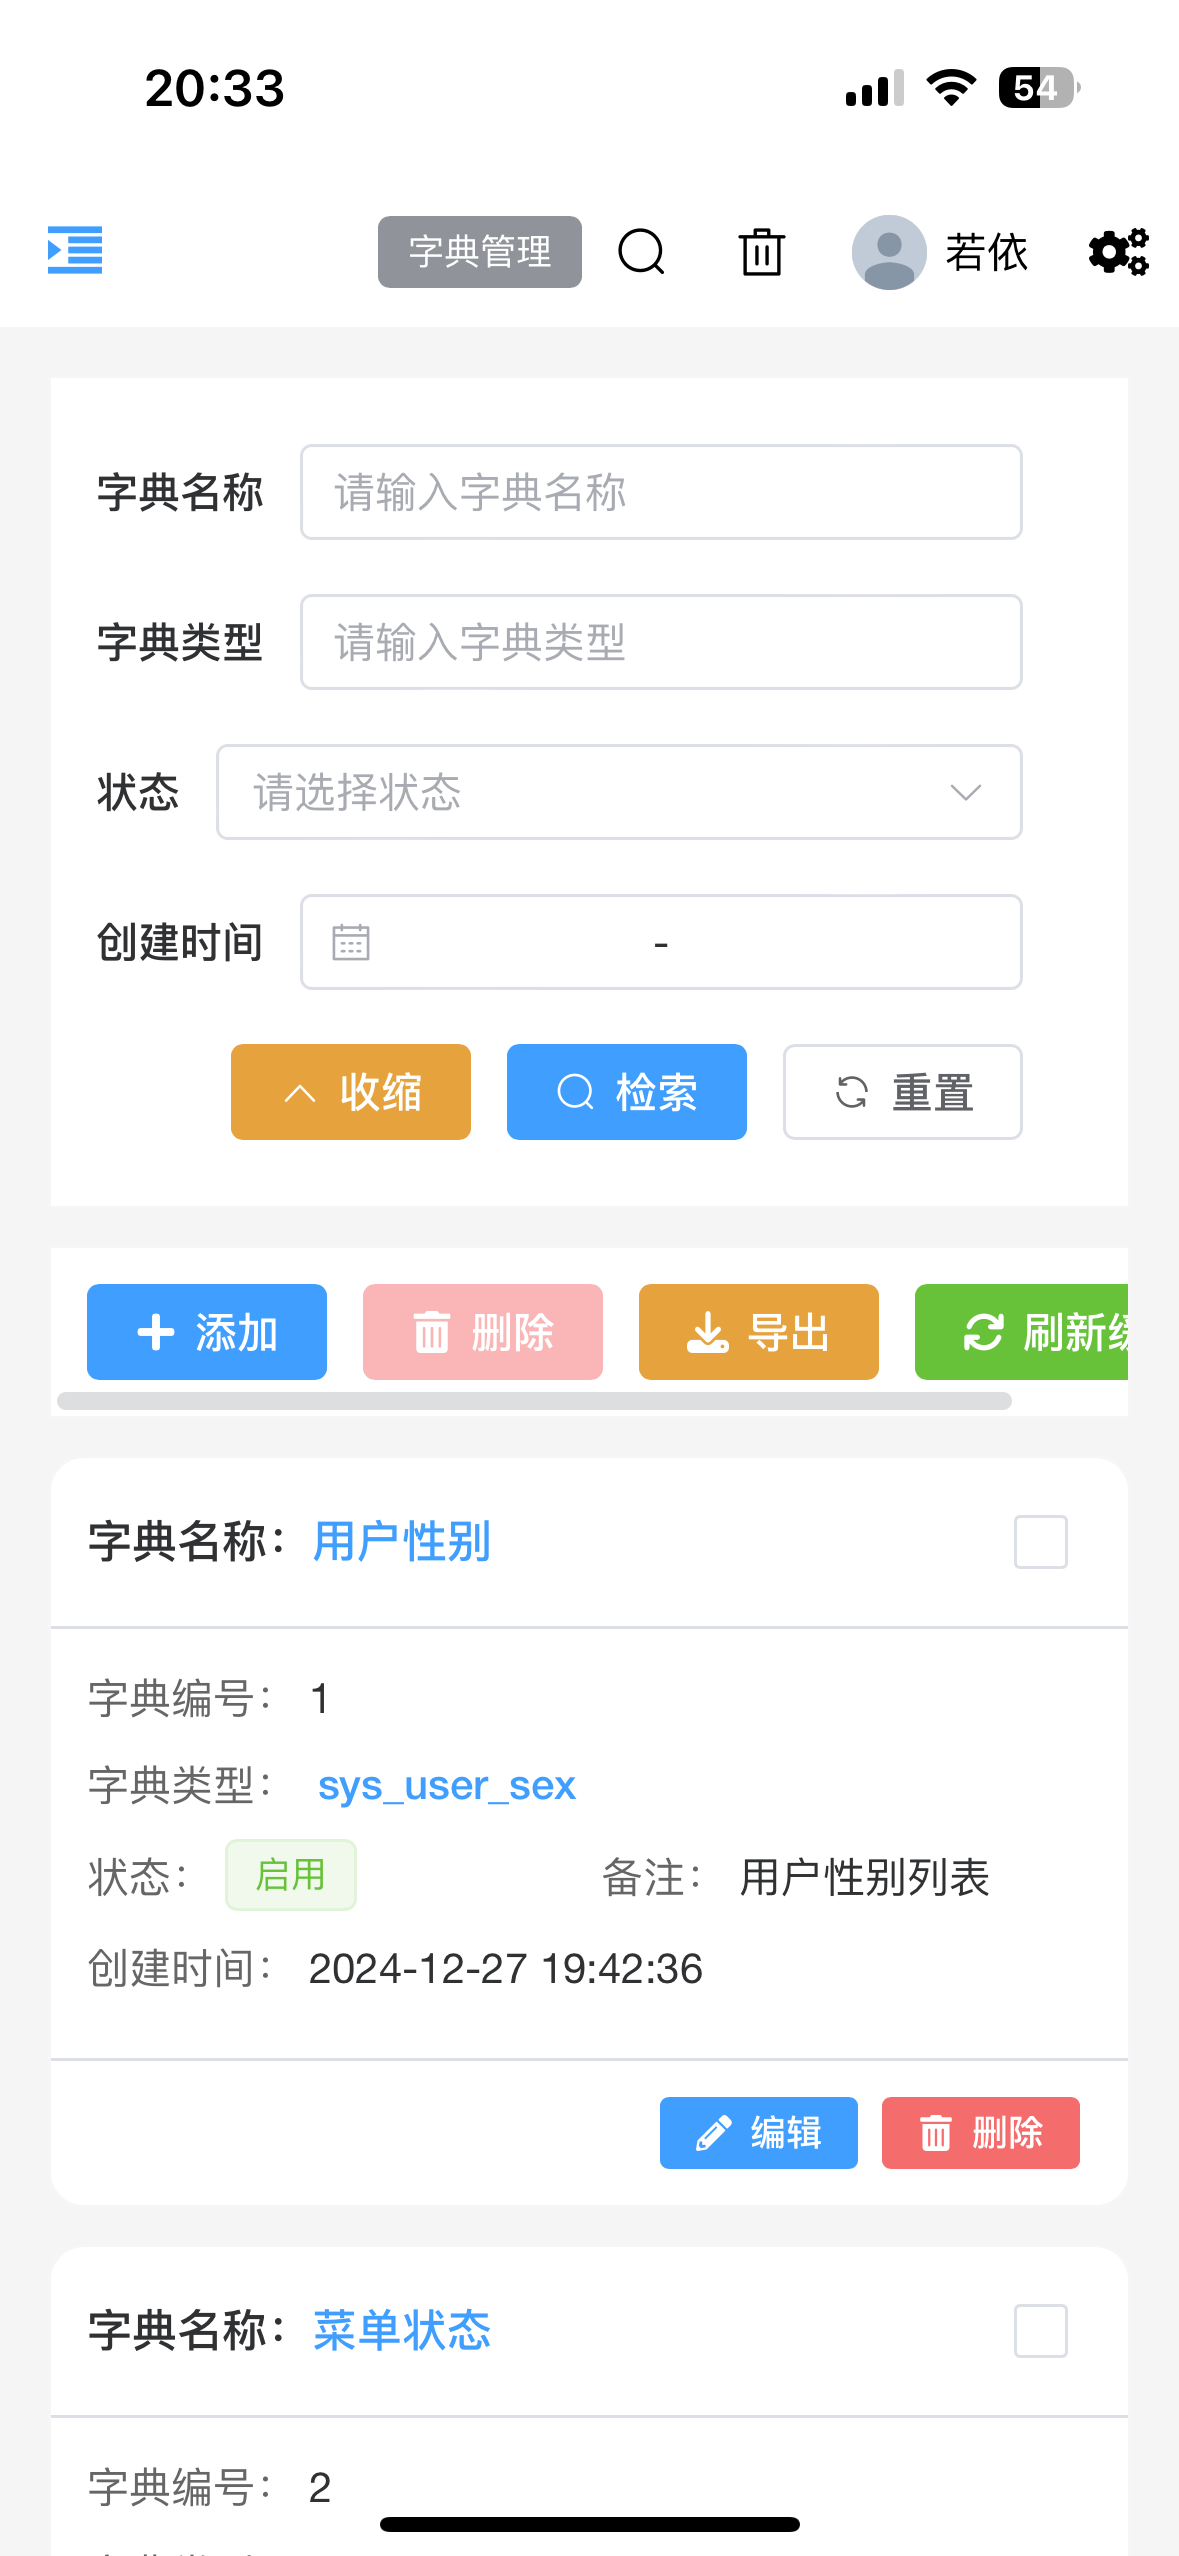 20:33
54
字典管理
若依
字典名称 请输入字典名称
字典类型 请输入字典类型
状态 请选择状态
创建时间 -
收缩 检索 重置
添加 删除 导出 刷新
字典名称： 用户性别
字典编号： 1
字典类型： sys_user_sex
状态： 启用 备注： 用户性别列表
创建时间： 2024-12-27 19:42:36
编辑 删除
字典名称： 菜单状态
字典编号： 2